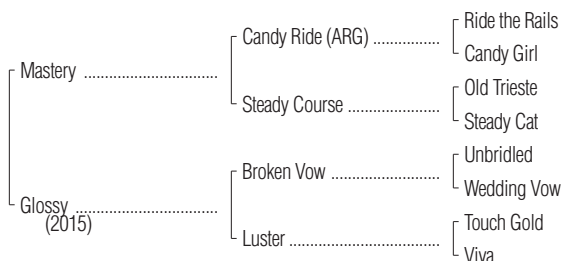 Ride the Rails
Candy Ride (ARG) ..................
Candy Girl
Mastery ....................................
Old Trieste
Steady Course .........................
Steady Cat
Unbridled
Broken Vow .............................
Wedding Vow
Glossy .....................................
(2015)
Touch Gold
Luster ........................................
Viva